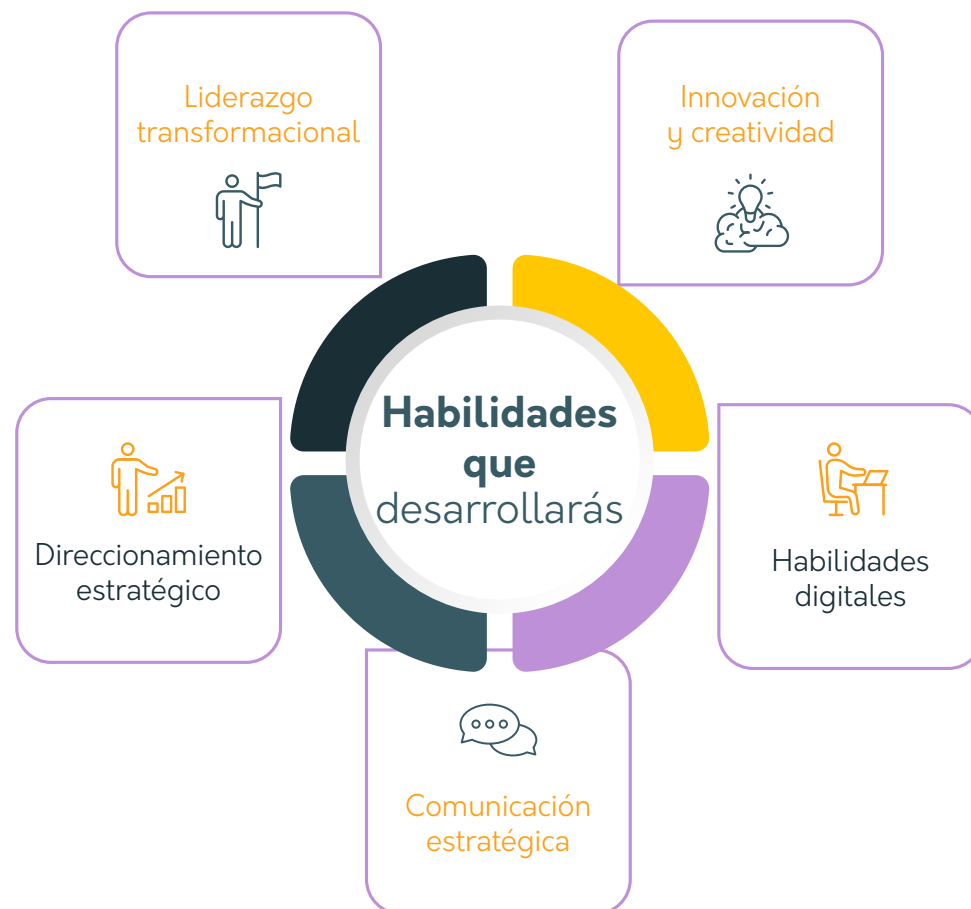 Liderazgo
transformacional
Innovación
y creatividad
Habilidades
que
desarrollarás
Direccionamiento
estratégico
Habilidades
digitales
Comunicación
estratégica